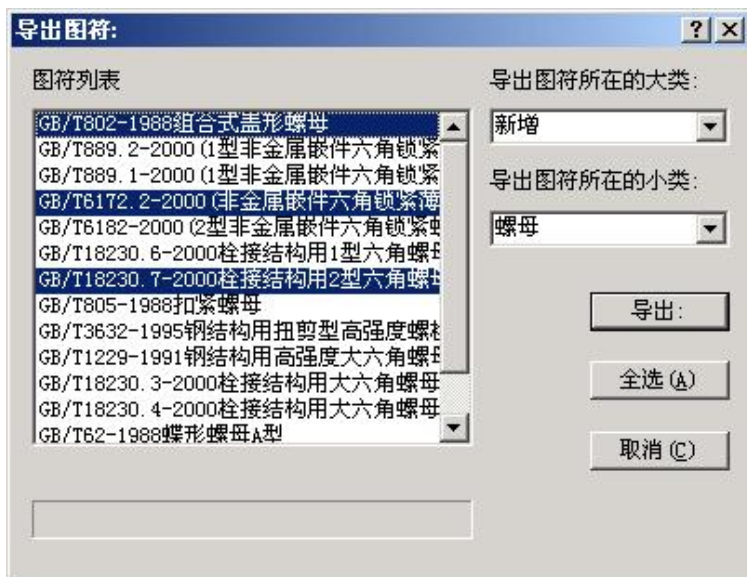 导出图符:
图符列表
GB/T802-1988组合式盖形螺母
GB/T889.2-2000(1型非金属嵌件六角锁紧
GB/T889.1-2000(1型非金属嵌件六角锁紧
GB/T6172.2-2000(非金属嵌件六角锁紧薄
GB/T6182-2000(2型非金属嵌件六角锁紧螺
GB/T18230.6-2000栓接结构用1型六角螺母
GB/T18230.7-2000栓接结构用2型六角螺母
GB/T805-1988扣紧螺母
GB/T3632-1995钢结构用扭剪型高强度螺栓
GB/T1229-1991钢结构用高强度大六角螺母
GB/T18230.3-2000栓接结构用大六角螺母
GB/T18230.4-2000栓接结构用大六角螺母
GB/T62-1988蝶形螺母A型
导出图符所在的大类:
新增
导出图符所在的小类:
螺母
导出:
全选(A)
取消(C)